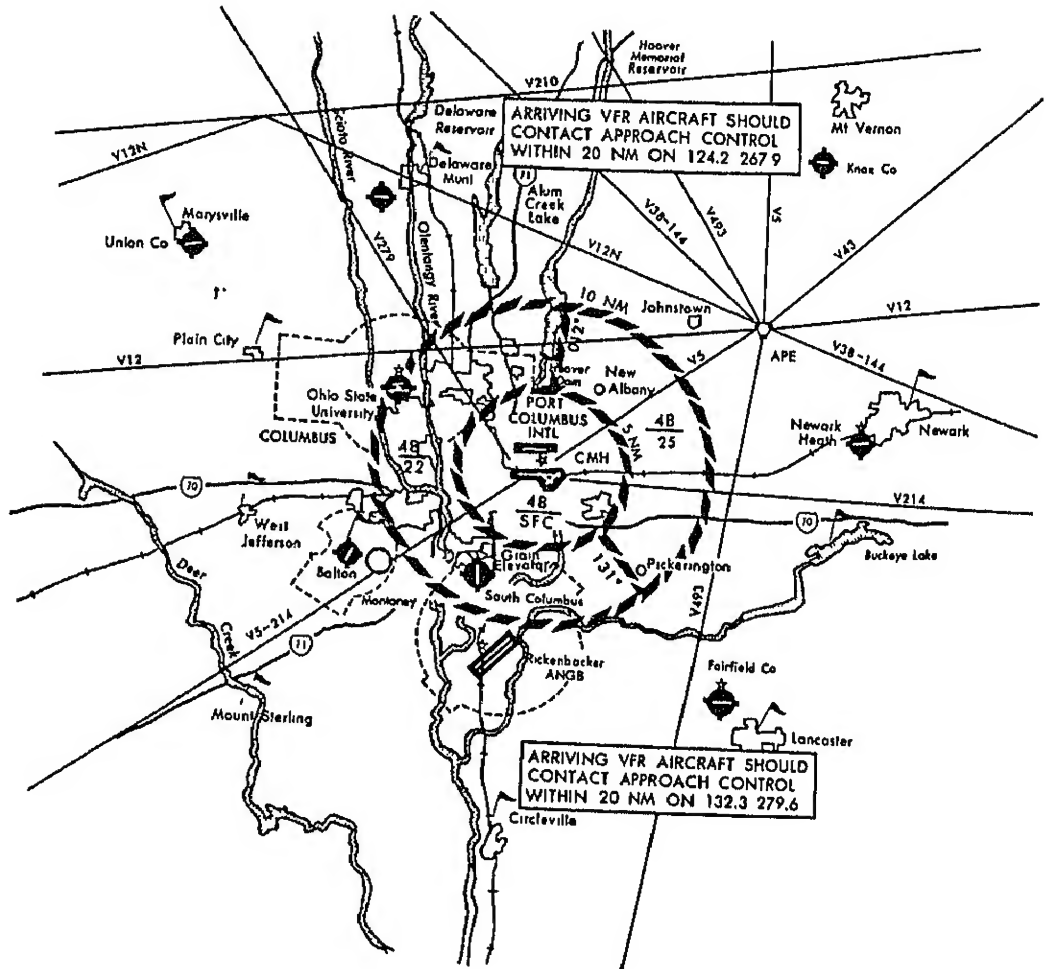 Hoover
Memorial
Reservoir
V210
V12N
Scioto River
Delaware
Reservoir
ARRIVING VFR AIRCRAFT SHOULD
CONTACT APPROACH CONTROL
WITHIN 20 NM ON 124.2 267 9
Mt Vernon
Knox Co
Delaware
Muni
71
Alum
Creek
Lake
Marysville
Union Co
V279
Olentangy River
V12N
V38-144
V493
V5
V43
10 NM
Johnstown
012°
V12
Plain City
V12
V5
APE
V38-144
Ohio State
University
New
Albany
PORT
COLUMBUS
INTL
COLUMBUS
48
22
5 NM
48
25
Newark
Heath
Newark
CMH
70
48
SFC
V214
70
West
Jefferson
Buckeye Lake
Bolton
Grain
Elevator
131°
Pickerington
Deer
Creek
South Columbus
V493
V5-214
71
Rickenbacker
ANGB
Fairfield Co
Mount Sterling
Lancaster
ARRIVING VFR AIRCRAFT SHOULD
CONTACT APPROACH CONTROL
WITHIN 20 NM ON 132.3 279.6
Circleville